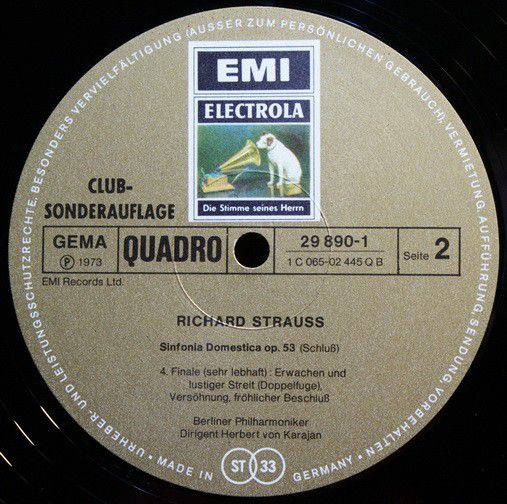 URHEBER- UND LEISTUNGSSCHUTZRECHTE, BESONDERS VERVIELFÄLTIGUNG (AUSSER ZUM PERSÖNLICHEN GEBRAUCH), VERMIETUNG, AUFFÜHRUNG, SENDUNG, VORBEHALTEN
EMI
ELECTROLA
Die Stimme seines Herrn
CLUB-
SONDERAUFLAGE
GEMA
Ⓟ 1973
QUADRO
29 890-1
1 C 065-02 445 Q B
Seite 2
EMI Records Ltd.
RICHARD STRAUSS
Sinfonia Domestica op. 53 (Schluß)
4. Finale (sehr lebhaft): Erwachen und
lustiger Streit (Doppelfuge),
Versöhnung, fröhlicher Beschluß
Berliner Philharmoniker
Dirigent Herbert von Karajan
• MADE IN ST 33 GERMANY •